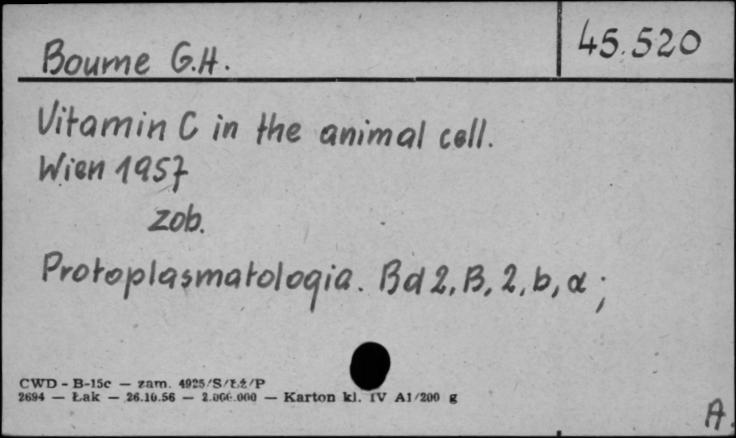 Bourne G.H.
45.520
Vitamin C in the animal cell.
Wien 1957
zob.
Protoplasmatologia. Bd 2, B, 2, b, α ;
CWD - B-15c — zam. 4925/S/Łż/P
2694 — Łak — 26.10.56 — 2.000.000 — Karton kl. IV A1/200 g
A.